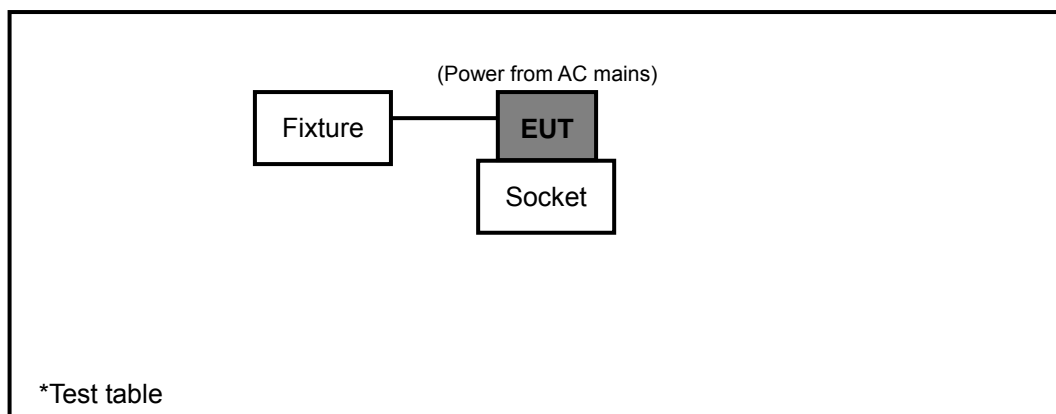 (Power from AC mains)
Fixture
EUT
Socket
*Test table